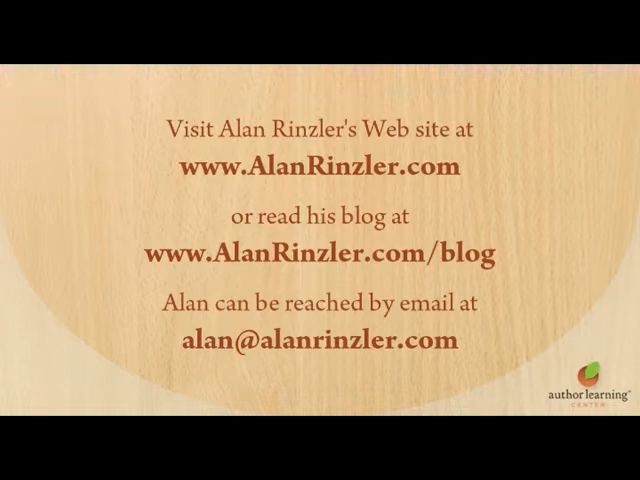 Visit Alan Rinzler's Web site at
www.AlanRinzler.com
or read his blog at
www.AlanRinzler.com/blog
Alan can be reached by email at
alan@alanrinzler.com
author learning
CENTER